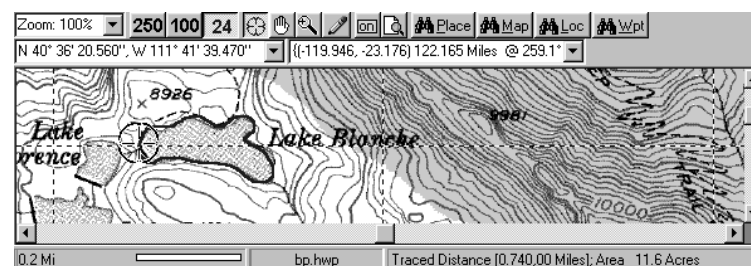 Zoom: 100% 250 100 24 on Place Map Loc Wpt
N 40° 36' 20.560", W 111° 41' 39.470" {(-119.946, -23.176) 122.165 Miles @ 259.1°
8926
9981
Lake Lake Blanche
rence
10000
0.2 Mi bp.hwp Traced Distance [0.740,00 Miles]; Area 11.6 Acres